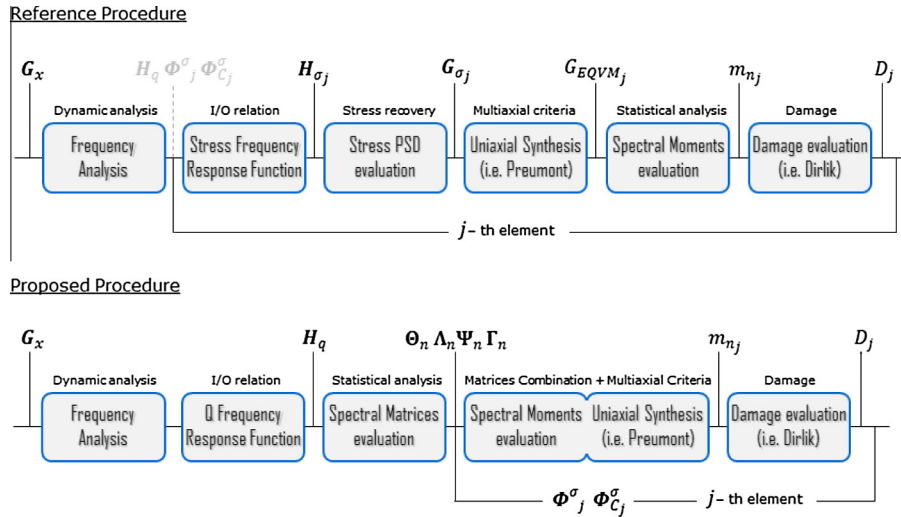 Reference Procedure
Gₓ H_q Φ^σ_j Φ^σ_{C_j} H_{σ_j} G_{σ_j} G_{EQVM_j} m_{n_j} D_j
Dynamic analysis I/O relation Stress recovery Multiaxial criteria Statistical analysis Damage
Frequency Stress Frequency Stress PSD Uniaxial Synthesis Spectral Moments Damage evaluation
Analysis Response Function evaluation (i.e. Preumont) evaluation (i.e. Dirlik)
j – th element
Proposed Procedure
Gₓ H_q Θ_n Λ_n Ψ_n Γ_n m_{n_j} D_j
Dynamic analysis I/O relation Statistical analysis Matrices Combination + Multiaxial Criteria Damage
Frequency Q Frequency Spectral Matrices Spectral Moments Uniaxial Synthesis Damage evaluation
Analysis Response Function evaluation evaluation (i.e. Preumont) (i.e. Dirlik)
Φ^σ_j Φ^σ_{C_j} j – th element